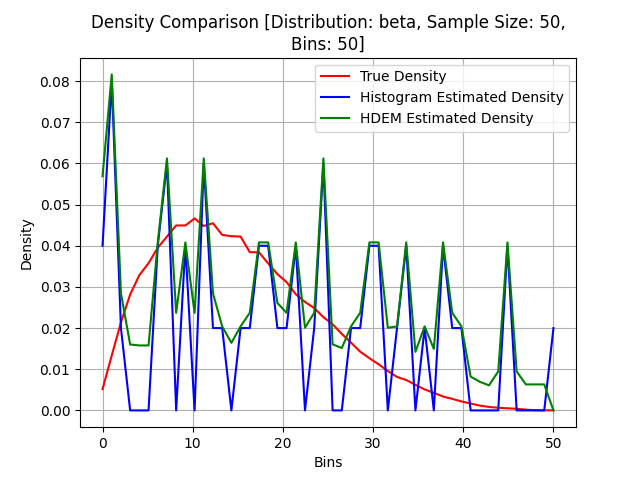 Density Comparison [Distribution: beta, Sample Size: 50,
Bins: 50]
True Density
Histogram Estimated Density
HDEM Estimated Density
Density
0.08
0.07
0.06
0.05
0.04
0.03
0.02
0.01
0.00
0 10 20 30 40 50
Bins